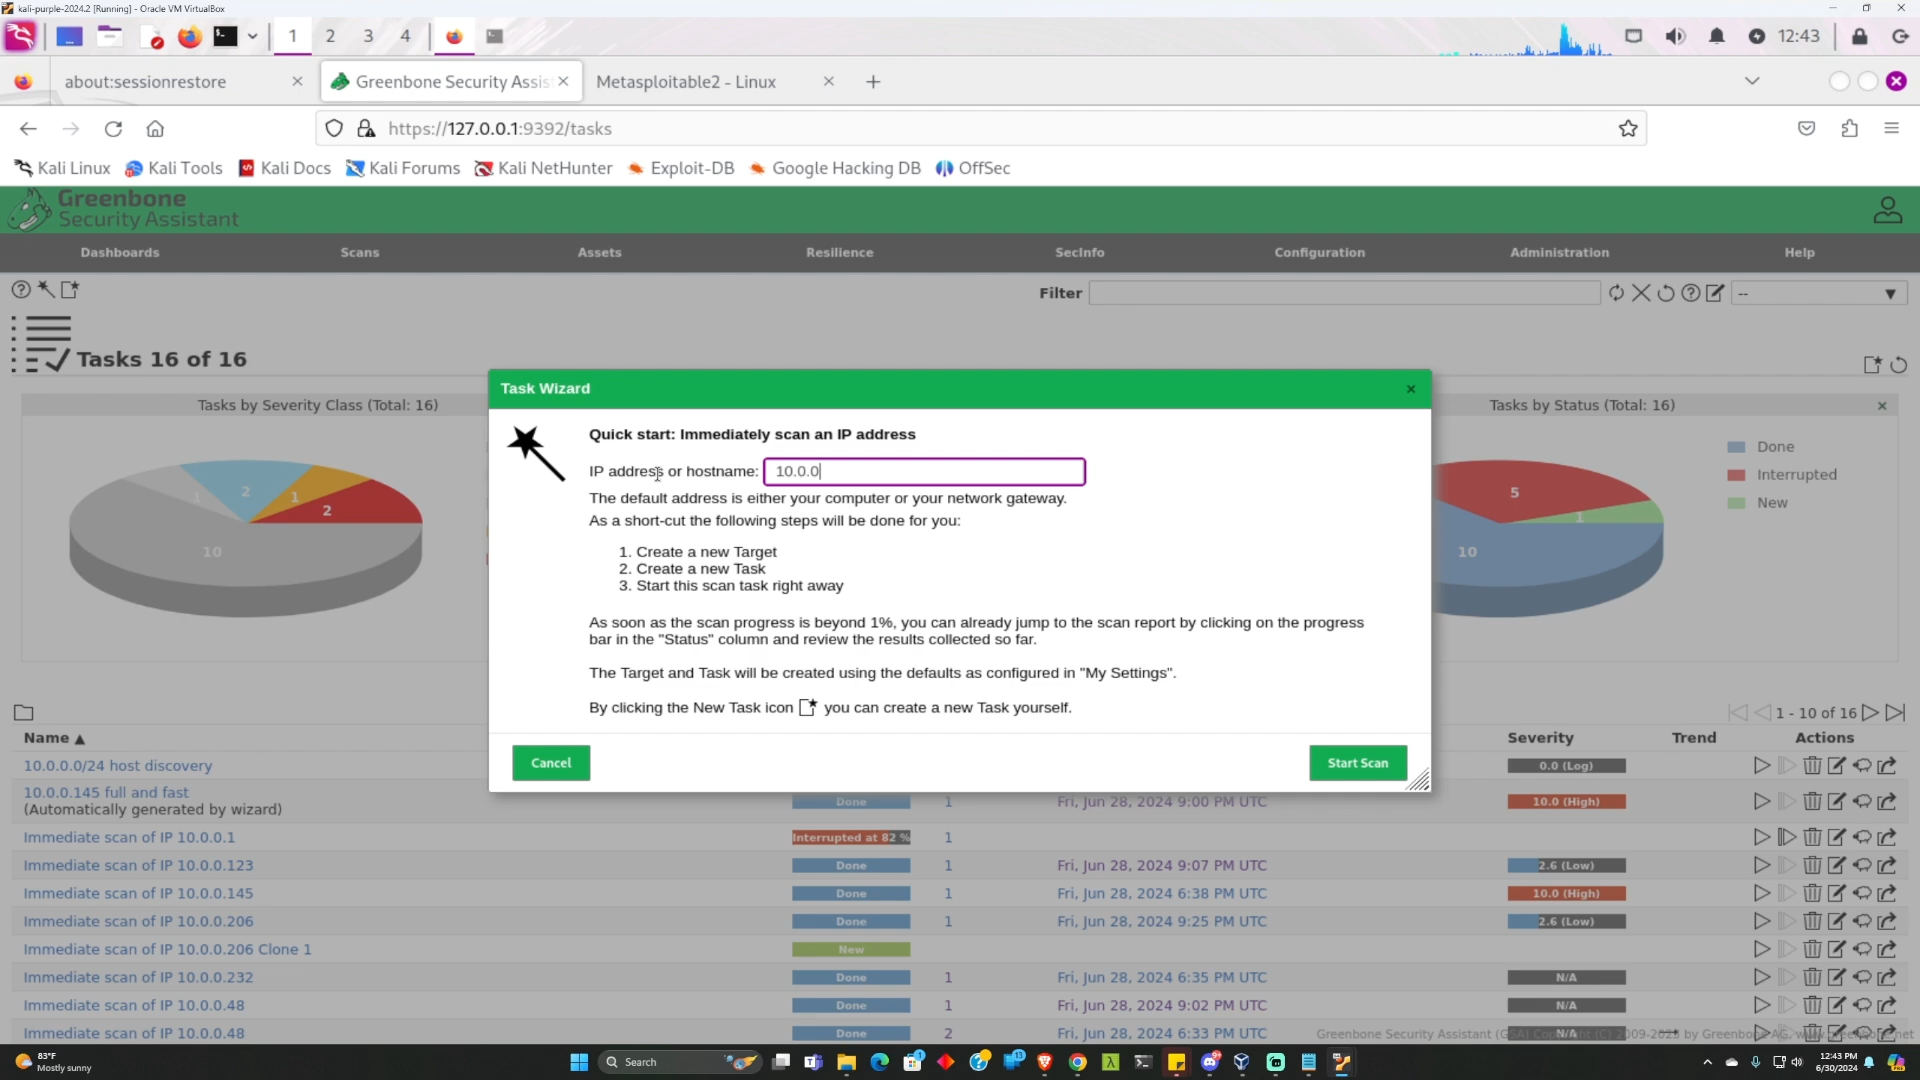 kali-purple-2024.2 [Running] - Oracle VM VirtualBox
1 2 3 4
12:43
about:sessionrestore
Greenbone Security Assis
Metasploitable2 - Linux
https://127.0.0.1:9392/tasks
Kali Linux Kali Tools Kali Docs Kali Forums Kali NetHunter Exploit-DB Google Hacking DB OffSec
Greenbone
Security Assistant
Dashboards Scans Assets Resilience SecInfo Configuration Administration Help
Filter
--
Tasks 16 of 16
Tasks by Severity Class (Total: 16)
1 2 1 2 10
Tasks by Status (Total: 16)
5 1 10
Done
Interrupted
New
Task Wizard
Quick start: Immediately scan an IP address
IP address or hostname: 10.0.0
The default address is either your computer or your network gateway.
As a short-cut the following steps will be done for you:
1. Create a new Target
2. Create a new Task
3. Start this scan task right away
As soon as the scan progress is beyond 1%, you can already jump to the scan report by clicking on the progress
bar in the "Status" column and review the results collected so far.
The Target and Task will be created using the defaults as configured in "My Settings".
By clicking the New Task icon you can create a new Task yourself.
Cancel
Start Scan
1 - 10 of 16
Name Severity Trend Actions
10.0.0.0/24 host discovery 0.0 (Log)
10.0.0.145 full and fast
(Automatically generated by wizard) Done 1 Fri, Jun 28, 2024 9:00 PM UTC 10.0 (High)
Immediate scan of IP 10.0.0.1 Interrupted at 82 % 1
Immediate scan of IP 10.0.0.123 Done 1 Fri, Jun 28, 2024 9:07 PM UTC 2.6 (Low)
Immediate scan of IP 10.0.0.145 Done 1 Fri, Jun 28, 2024 6:38 PM UTC 10.0 (High)
Immediate scan of IP 10.0.0.206 Done 1 Fri, Jun 28, 2024 9:25 PM UTC 2.6 (Low)
Immediate scan of IP 10.0.0.206 Clone 1 New
Immediate scan of IP 10.0.0.232 Done 1 Fri, Jun 28, 2024 6:35 PM UTC N/A
Immediate scan of IP 10.0.0.48 Done 1 Fri, Jun 28, 2024 9:02 PM UTC N/A
Immediate scan of IP 10.0.0.48 Done 2 Fri, Jun 28, 2024 6:33 PM UTC N/A
Greenbone Security Assistant (GSA) 2009-2023 by Greenbone AG,
83°F
Mostly sunny
Search
12:43 PM
6/30/2024